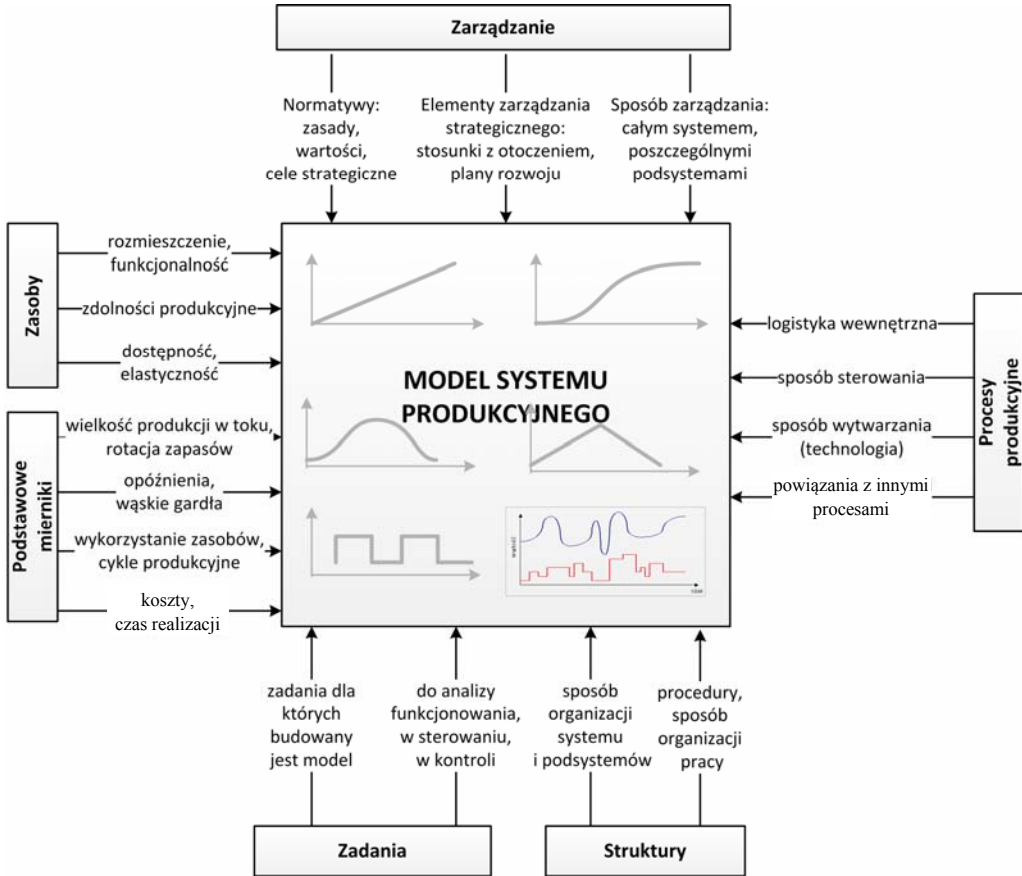 Zarządzanie
Normatywy:
zasady,
wartości,
cele strategiczne
Elementy zarządzania
strategicznego:
stosunki z otoczeniem,
plany rozwoju
Sposób zarządzania:
całym systemem,
poszczególnymi
podsystemami
Zasoby
rozmieszczenie,
funkcjonalność
zdolności produkcyjne
dostępność,
elastyczność
Podstawowe
mierniki
wielkość produkcji w toku,
rotacja zapasów
opóźnienia,
wąskie gardła
wykorzystanie zasobów,
cykle produkcyjne
koszty,
czas realizacji
MODEL SYSTEMU
PRODUKCYJNEGO
wartości
czas
logistyka wewnętrzna
sposób sterowania
sposób wytwarzania
(technologia)
powiązania z innymi
procesami
Procesy
produkcyjne
zadania dla
których
budowany
jest model
do analizy
funkcjonowania,
w sterowaniu,
w kontroli
sposób
organizacji
systemu
i podsystemów
procedury,
sposób
organizacji
pracy
Zadania
Struktury